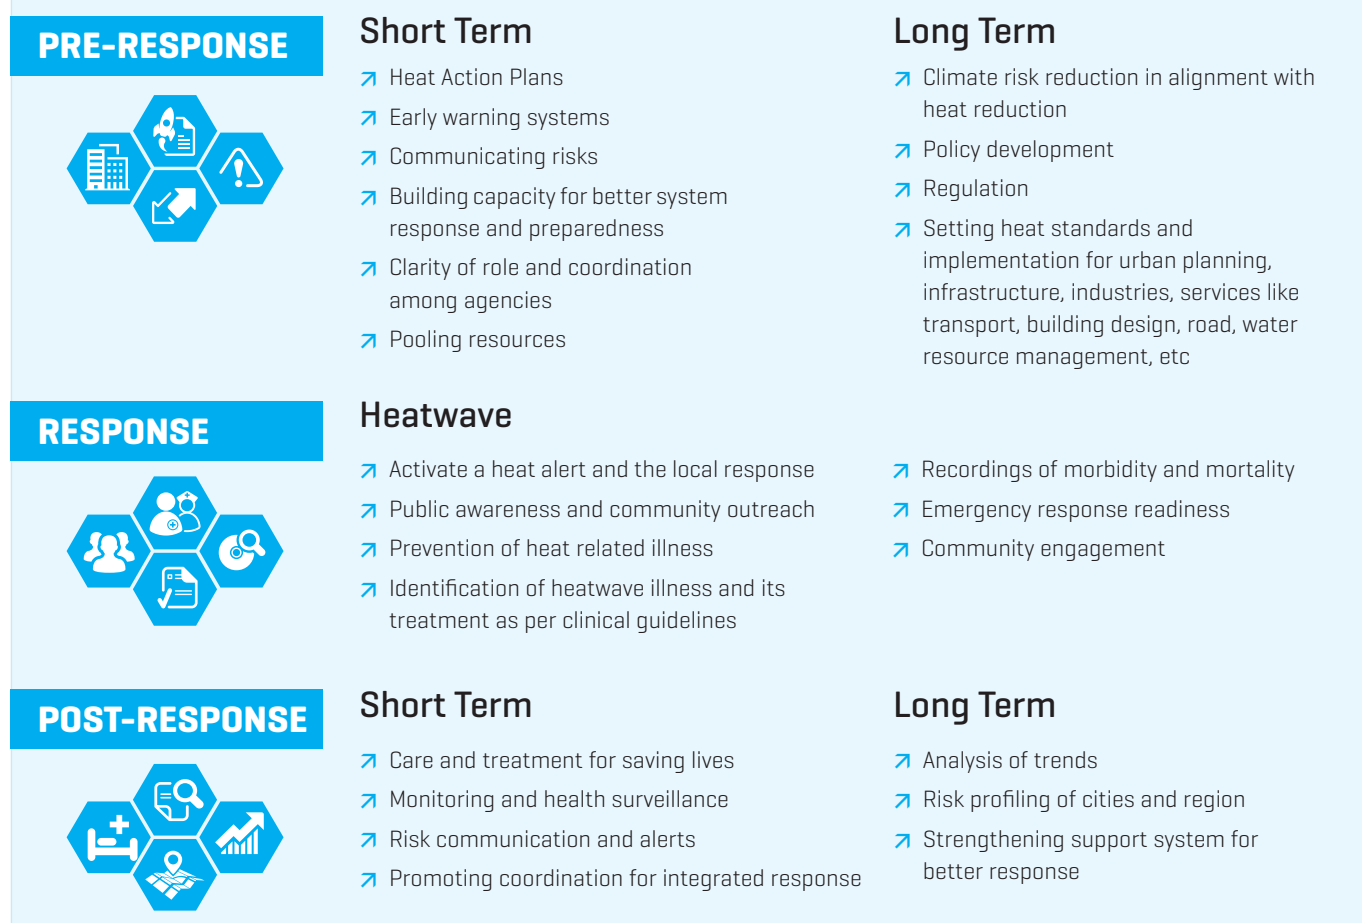 PRE-RESPONSE
Short Term
Heat Action Plans
Early warning systems
Communicating risks
Building capacity for better system
response and preparedness
Clarity of role and coordination
among agencies
Pooling resources
Long Term
Climate risk reduction in alignment with
heat reduction
Policy development
Regulation
Setting heat standards and
implementation for urban planning,
infrastructure, industries, services like
transport, building design, road, water
resource management, etc
RESPONSE
Heatwave
Activate a heat alert and the local response
Public awareness and community outreach
Prevention of heat related illness
Identification of heatwave illness and its
treatment as per clinical guidelines
Recordings of morbidity and mortality
Emergency response readiness
Community engagement
POST-RESPONSE
Short Term
Care and treatment for saving lives
Monitoring and health surveillance
Risk communication and alerts
Promoting coordination for integrated response
Long Term
Analysis of trends
Risk profiling of cities and region
Strengthening support system for
better response